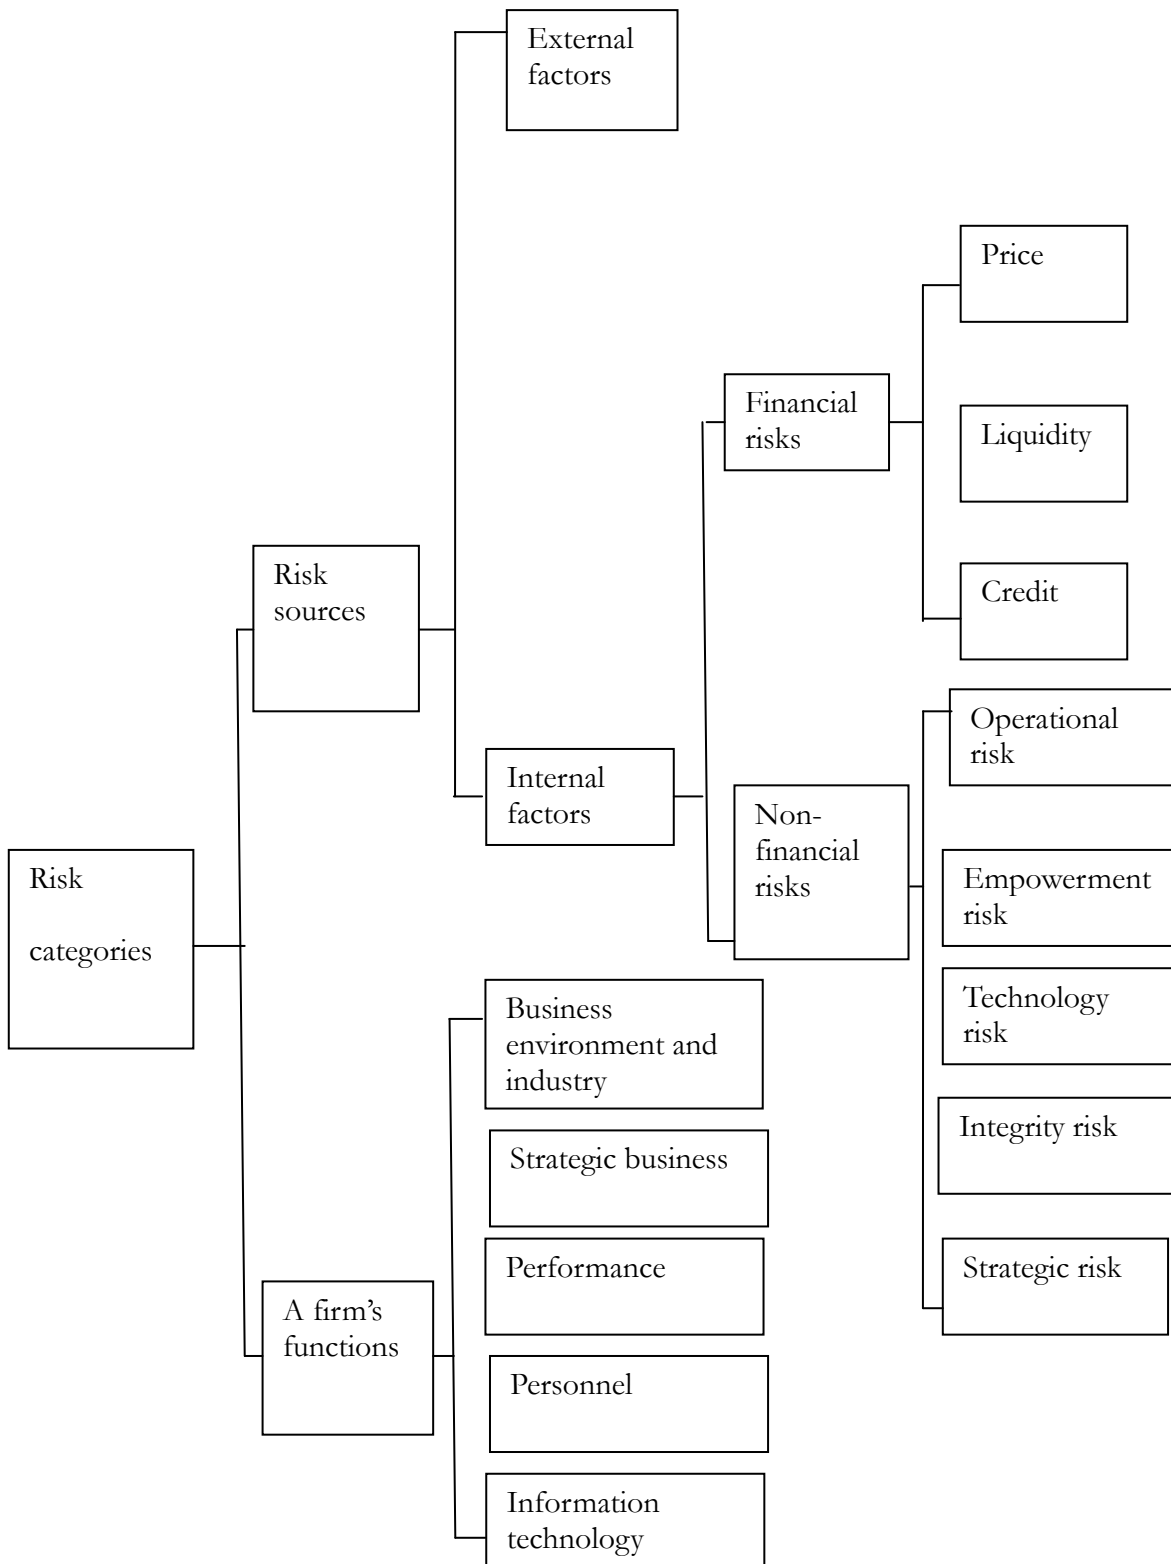 External
factors
Price
Financial
risks
Liquidity
Risk
sources
Credit
Operational
risk
Internal
factors
Non-
financial
risks
Risk
categories
Empowerment
risk
Technology
risk
Business
environment and
industry
Integrity risk
Strategic business
Performance
Strategic risk
A firm’s
functions
Personnel
Information
technology